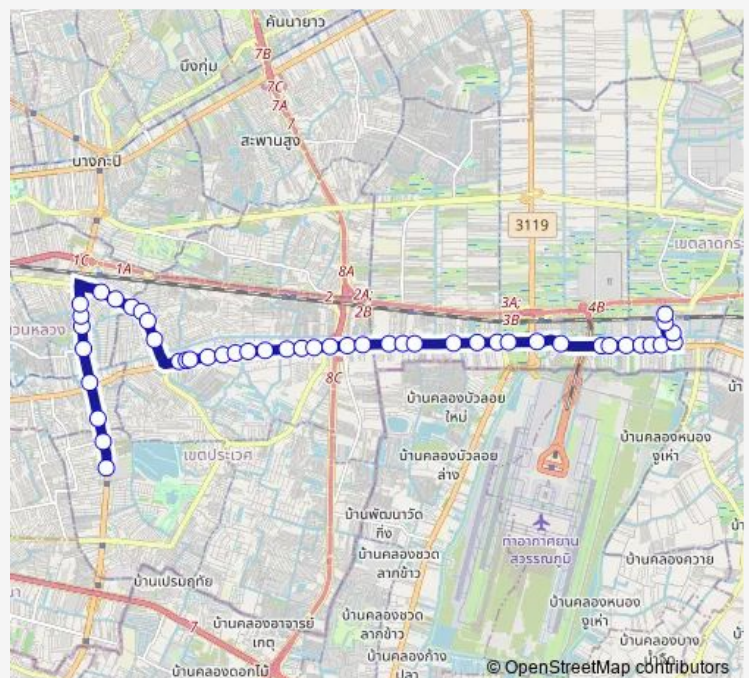 คันนายาว
7B
บึงกุ่ม
7C
7A
7
สะพานสูง
บางกะปิ
3119
เขตลาดกระ
1C
1A
8A
2
2A;
2B
3A;
3B
4B
วนหลวง
8C
บ้านคลองบัวลอย
ใหม่
บ้า
บ้านคลองหนอง
งูเห่า
เขตประเวศ
บ้านคลองบัวลอย
ล่าง
บ้านพัฒนาวัด
กิ่ง
ท่าอากาศยาน
สุวรรณภูมิ
บ้านคลองชวด
ลากข้าว
บ้านคลองควาย
บ้านเปรมฤทัย
บ้านคลองหนอง
งูเห่า
บ้านคลองอาจารย์
เกตุ
7
บ้านคลองชวด
ลากข้าว
บ้านคลองบาง
บ้านคลองดอกไม้
บ้านคลองก้าง
ปลา
© OpenStreetMap contributors